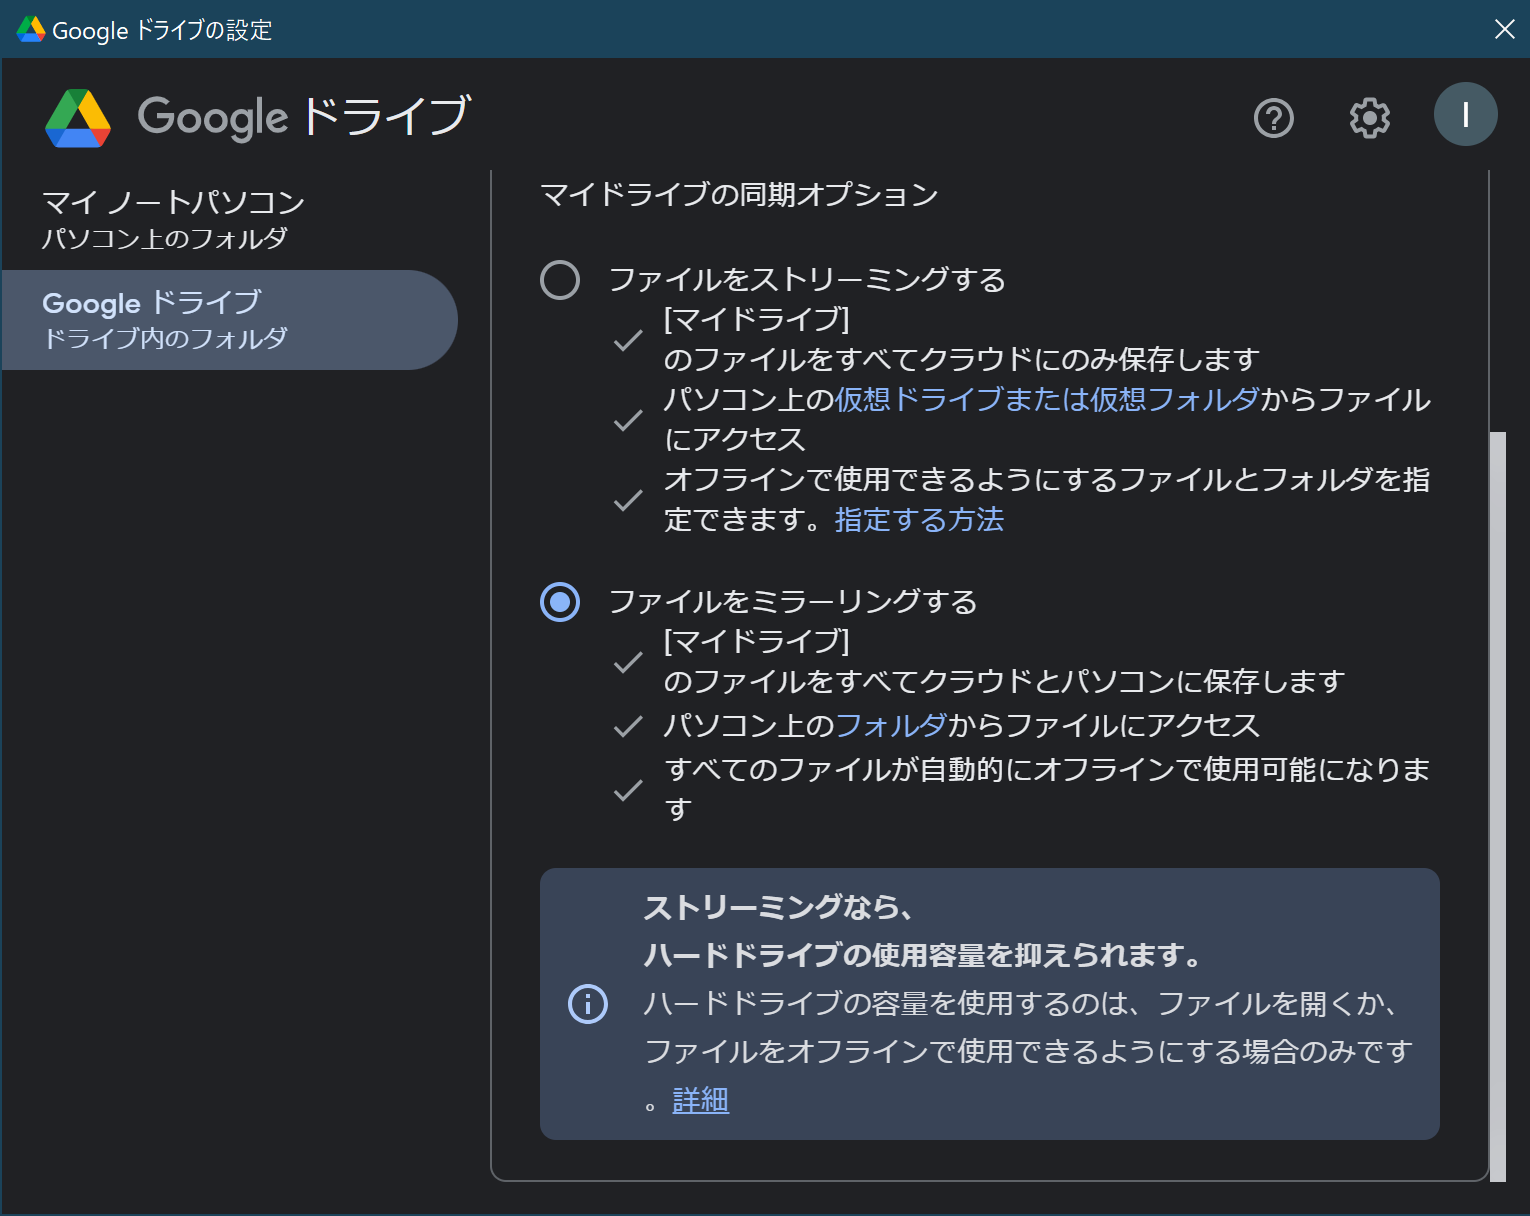 Google ドライブの設定
Google ドライブ
I
マイ ノートパソコン
パソコン上のフォルダ
Google ドライブ
ドライブ内のフォルダ
マイドライブの同期オプション
ファイルをストリーミングする
[マイドライブ]
のファイルをすべてクラウドにのみ保存します
パソコン上の仮想ドライブまたは仮想フォルダからファイル
にアクセス
オフラインで使用できるようにするファイルとフォルダを指
定できます。指定する方法
ファイルをミラーリングする
[マイドライブ]
のファイルをすべてクラウドとパソコンに保存します
パソコン上のフォルダからファイルにアクセス
すべてのファイルが自動的にオフラインで使用可能になりま
す
ストリーミングなら、
ハードドライブの使用容量を抑えられます。
ハードドライブの容量を使用するのは、ファイルを開くか、
ファイルをオフラインで使用できるようにする場合のみです
。詳細